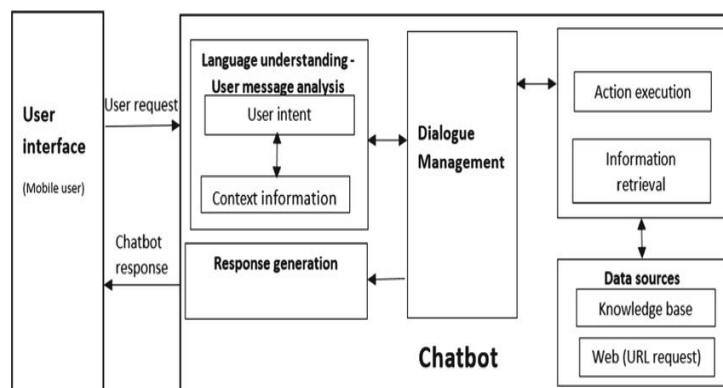 User
interface
(Mobile user)
User request
Chatbot
response
Language understanding -
User message analysis
User intent
Context information
Response generation
Dialogue
Management
Chatbot
Action execution
Information
retrieval
Data sources
Knowledge base
Web (URL request)